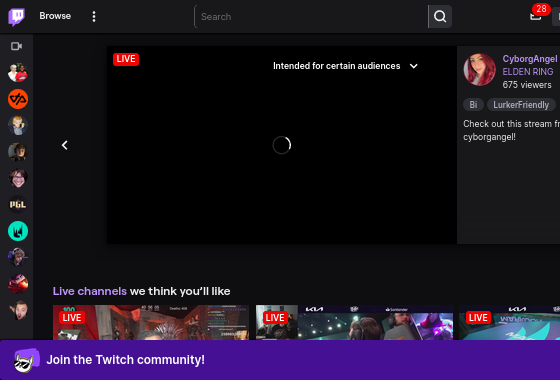 Browse
Search
28
LIVE
Intended for certain audiences
CyborgAngel
ELDEN RING
675 viewers
Bi
LurkerFriendly
Check out this stream fr
cyborgangel!
PGL
Live channels we think you'll like
LIVE
LIVE
LIVE
Join the Twitch community!